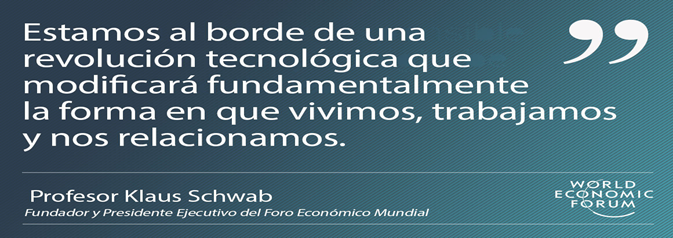 Estamos al borde de una
revolución tecnológica que
modificará fundamentalmente
la forma en que vivimos, trabajamos
y nos relacionamos.
”
Profesor Klaus Schwab
Fundador y Presidente Ejecutivo del Foro Económico Mundial
WORLD
ECONOMIC
FORUM